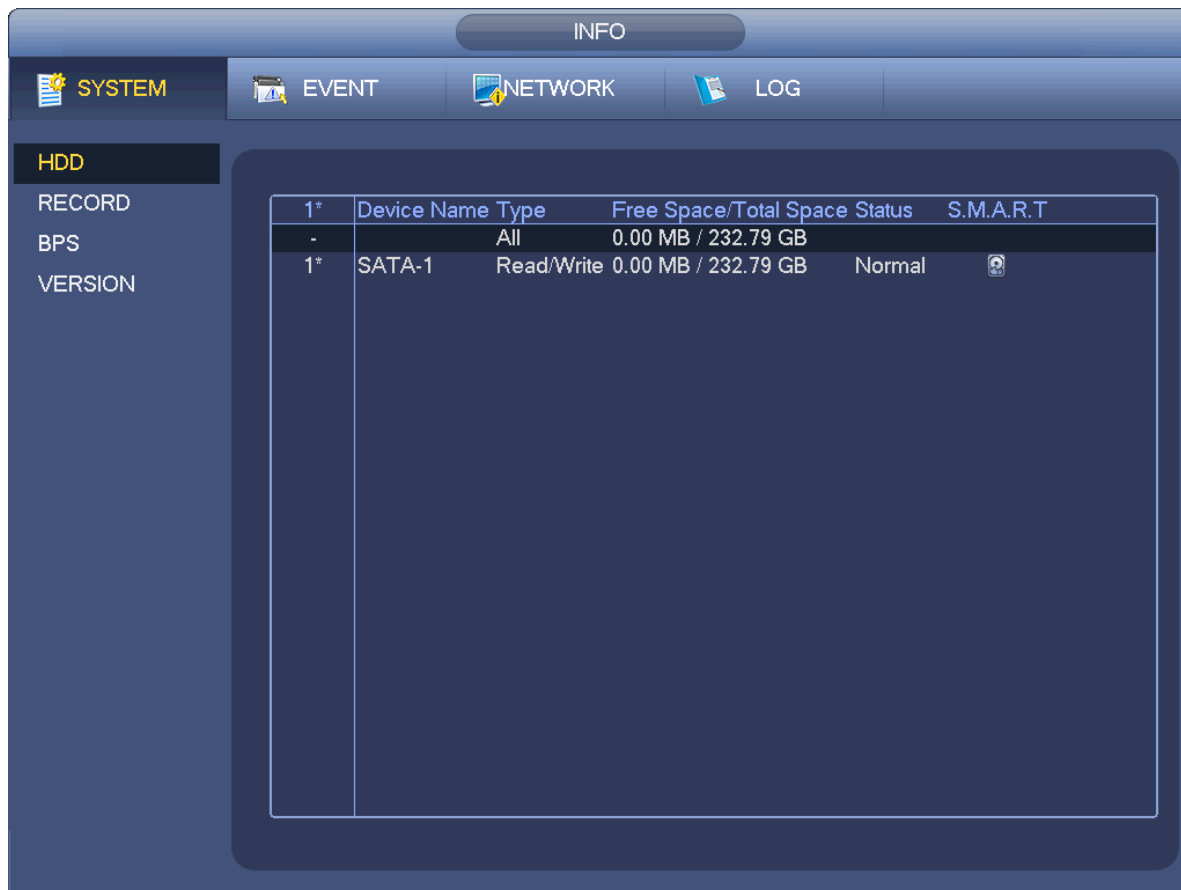 INFO
SYSTEM EVENT NETWORK LOG
HDD
RECORD
BPS
VERSION
1* Device Name Type Free Space/Total Space Status S.M.A.R.T
- All 0.00 MB / 232.79 GB
1* SATA-1 Read/Write 0.00 MB / 232.79 GB Normal